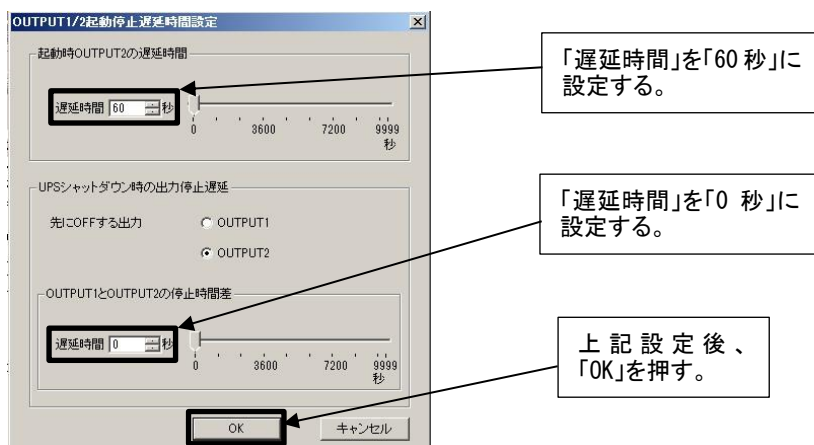 OUTPUT1/2起動停止遅延時間設定
起動時OUTPUT2の遅延時間
遅延時間 60 秒
0 3600 7200 9999
秒
UPSシャットダウン時の出力停止遅延
先にOFFする出力
OUTPUT1
OUTPUT2
OUTPUT1とOUTPUT2の停止時間差
遅延時間 0 秒
0 3600 7200 9999
秒
OK キャンセル
「遅延時間」を「60 秒」に
設定する。
「遅延時間」を「0 秒」に
設定する。
上記設定後、
「OK」を押す。